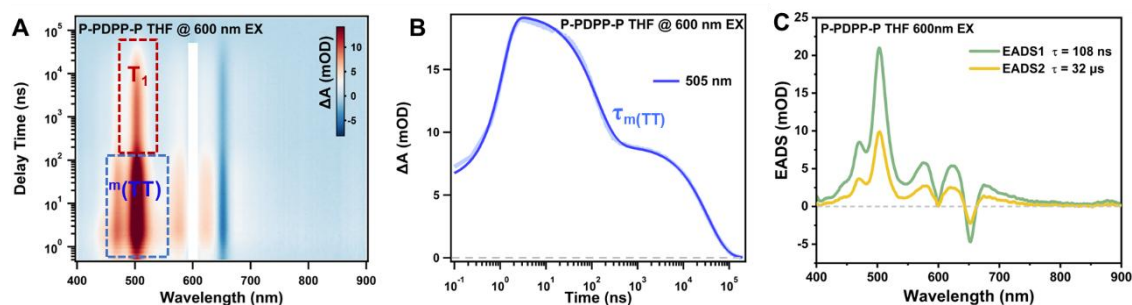 A
P-PDPP-P THF @ 600 nm EX
T₁
ᵐ(TT)
ΔA (mOD)
10
5
0
-5
Delay Time (ns)
10⁵
10⁴
10³
10²
10¹
10⁰
400 500 600 700 800 900
Wavelength (nm)
B
P-PDPP-P THF @ 600 nm EX
505 nm
τm(TT)
ΔA (mOD)
15
10
5
0
10⁻¹ 10⁰ 10¹ 10² 10³ 10⁴ 10⁵
Time (ns)
C
P-PDPP-P THF 600nm EX
EADS1 τ = 108 ns
EADS2 τ = 32 μs
EADS (mOD)
25
20
15
10
5
0
-5
400 500 600 700 800 900
Wavelength (nm)